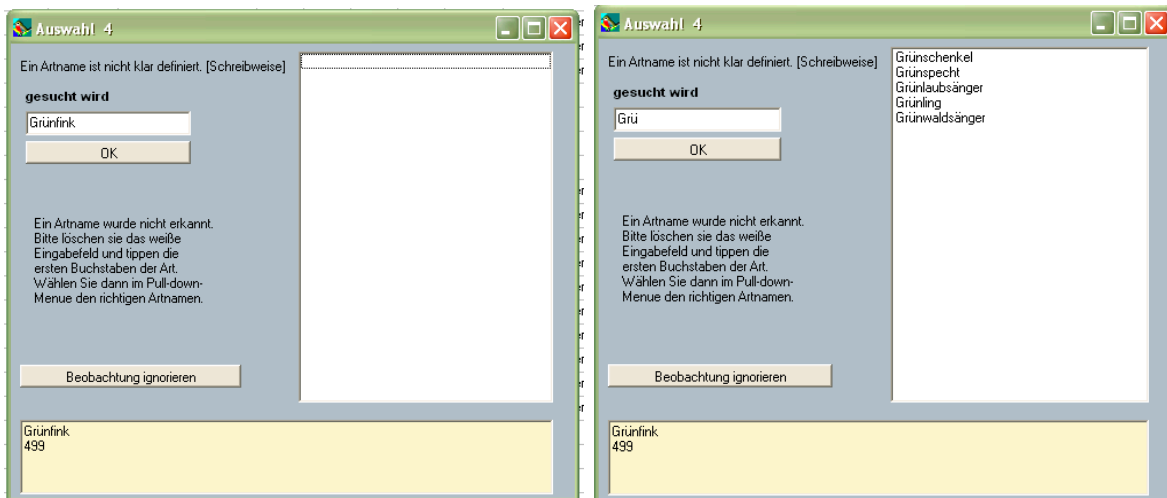 Auswahl 4
Ein Artname ist nicht klar definiert. [Schreibweise]
gesucht wird
Grünfink
OK
Ein Artname wurde nicht erkannt.
Bitte löschen sie das weiße
Eingabefeld und tippen die
ersten Buchstaben der Art.
Wählen Sie dann im Pull-down-
Menue den richtigen Artnamen.
Beobachtung ignorieren
Grünfink
499
Auswahl 4
Ein Artname ist nicht klar definiert. [Schreibweise]
gesucht wird
Grü
OK
Ein Artname wurde nicht erkannt.
Bitte löschen sie das weiße
Eingabefeld und tippen die
ersten Buchstaben der Art.
Wählen Sie dann im Pull-down-
Menue den richtigen Artnamen.
Beobachtung ignorieren
Grünschenkel
Grünspecht
Grünlaubsänger
Grünling
Grünwaldsänger
Grünfink
499